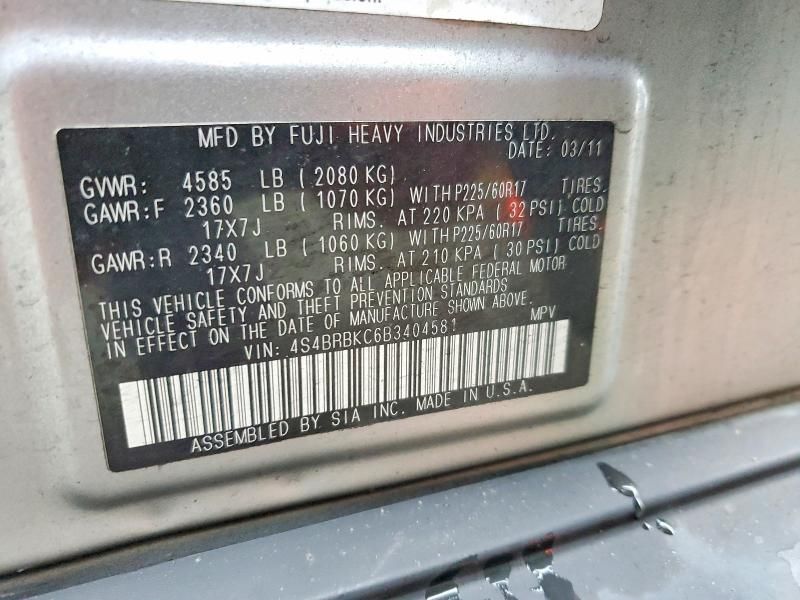 MFD BY FUJI HEAVY INDUSTRIES LTD.
DATE: 03/11
GVWR: 4585 LB ( 2080 KG)
GAWR:F 2360 LB ( 1070 KG) WITH P225/60R17 TIRES.
17X7J RIMS. AT 220 KPA ( 32 PSI) COLD
GAWR:R 2340 LB ( 1060 KG) WITH P225/60R17 TIRES.
17X7J RIMS. AT 210 KPA ( 30 PSI) COLD
THIS VEHICLE CONFORMS TO ALL APPLICABLE FEDERAL MOTOR
VEHICLE SAFETY AND THEFT PREVENTION STANDARDS
IN EFFECT ON THE DATE OF MANUFACTURE SHOWN ABOVE.
VIN: 4S4BRBKC6B3404581 MPV
ASSEMBLED BY SIA INC. MADE IN U.S.A.